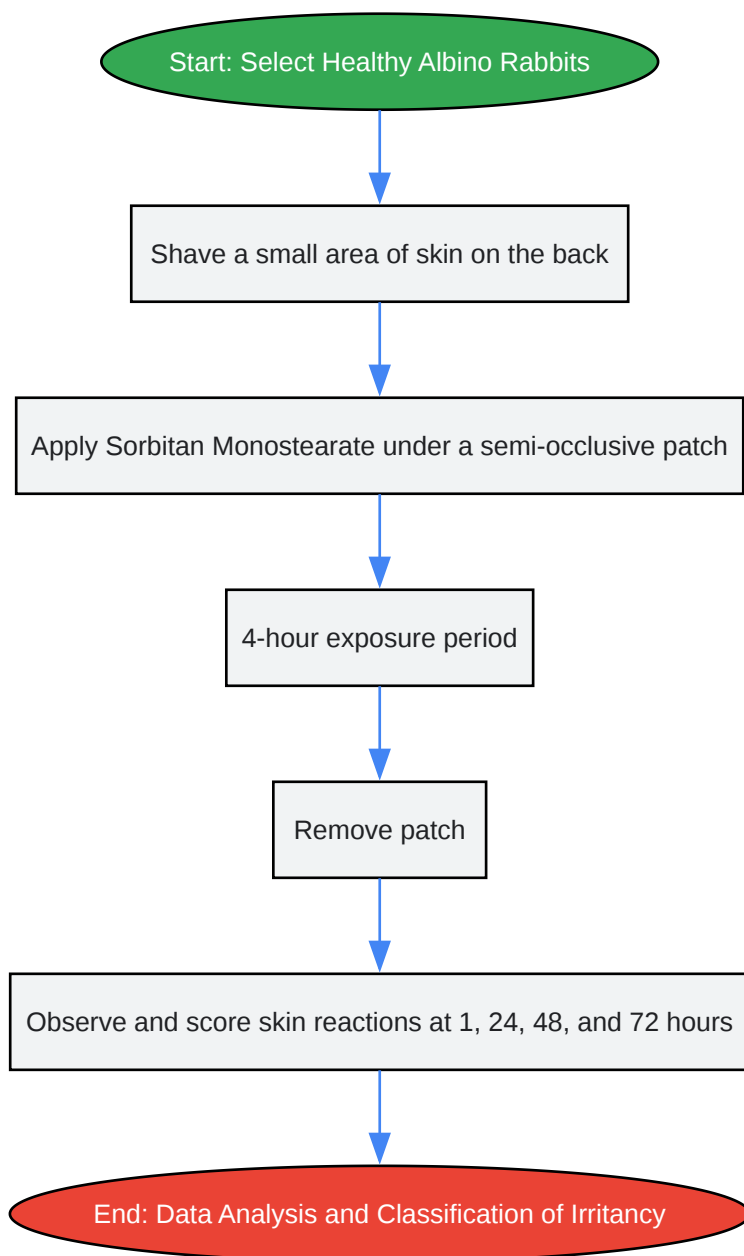 Start: Select Healthy Albino Rabbits
Shave a small area of skin on the back
Apply Sorbitan Monostearate under a semi-occlusive patch
4-hour exposure period
Remove patch
Observe and score skin reactions at 1, 24, 48, and 72 hours
End: Data Analysis and Classification of Irritancy